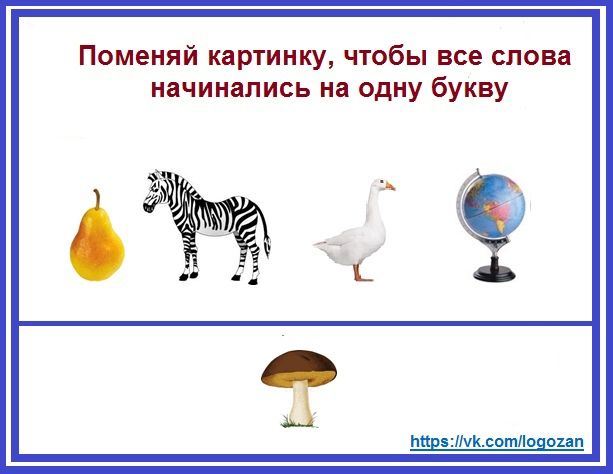 Поменяй картинку, чтобы все слова
начинались на одну букву
https://vk.com/logozan